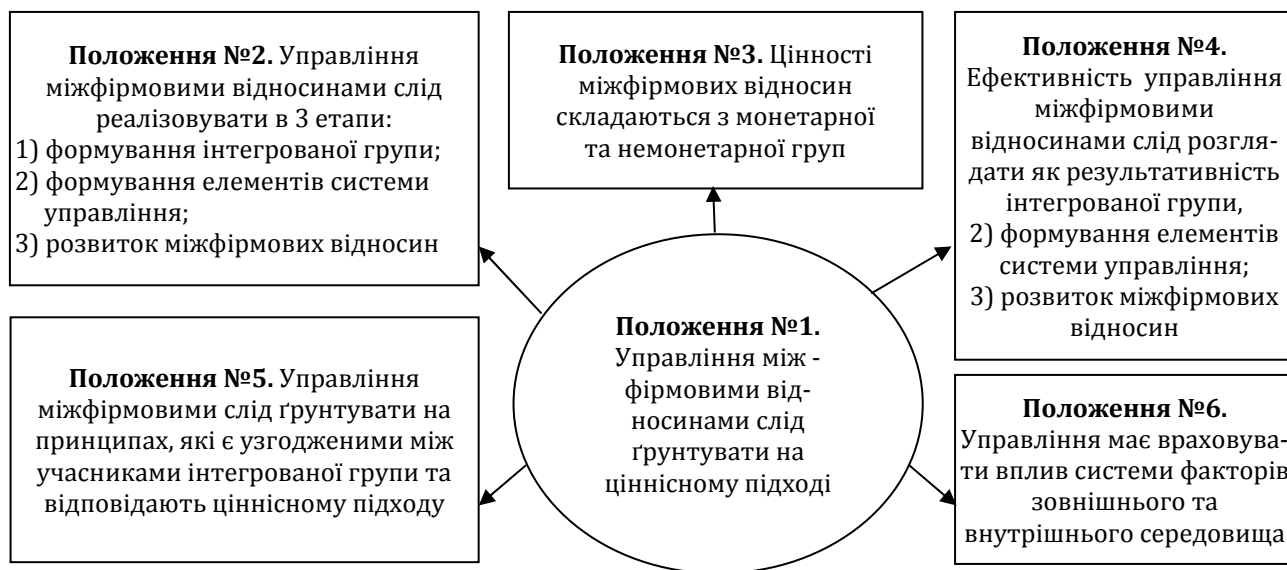 Положення №2. Управління
міжфірмовими відносинами слід
реалізовувати в 3 етапи:
1) формування інтегрованої групи;
2) формування елементів системи
управління;
3) розвиток міжфірмових відносин
Положення №3. Цінності
міжфірмових відносин
складаються з монетарної
та немонетарної груп
Положення №4.
Ефективність управління
міжфірмовими
відносинами слід розгля-
дати як результативність
інтегрованої групи,
2) формування елементів
системи управління;
3) розвиток міжфірмових
відносин
Положення №1.
Управління між -
фірмовими від-
носинами слід
ґрунтувати на
ціннісному підході
Положення №5. Управління
міжфірмовими слід ґрунтувати на
принципах, які є узгодженими між
учасниками інтегрованої групи та
відповідають ціннісному підходу
Положення №6.
Управління має враховува-
ти вплив системи факторів
зовнішнього та
внутрішнього середовища